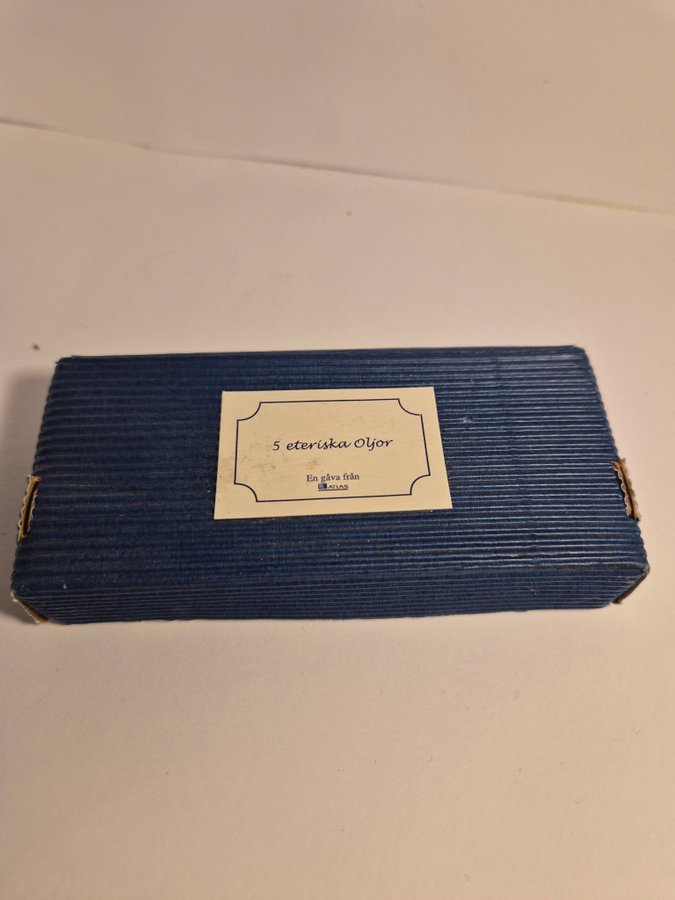 5 eteriska Oljor
En gåva från
ATLAS